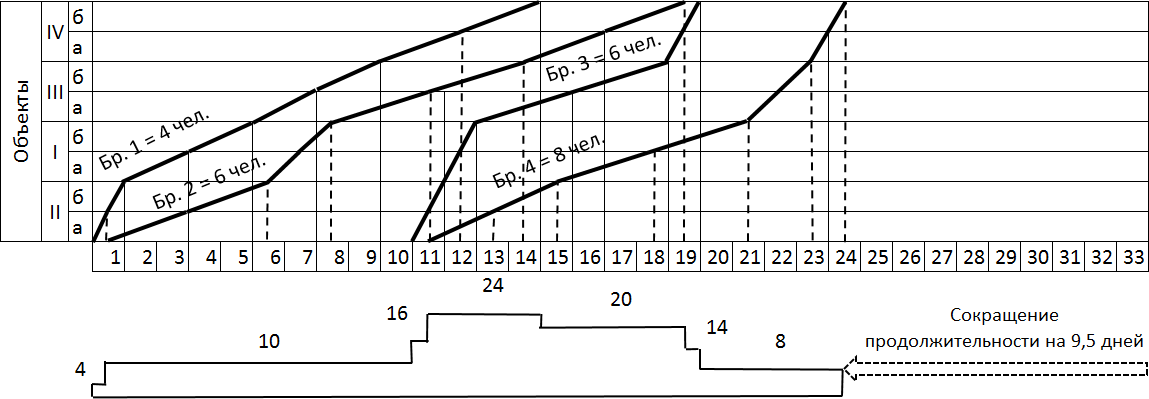 Объекты
IV
б
а
III
б
а
I
б
а
II
б
а
Бр. 1 = 4 чел.
Бр. 2 = 6 чел.
Бр. 3 = 6 чел.
Бр. 4 = 8 чел.
1 2 3 4 5 6 7 8 9 10 11 12 13 14 15 16 17 18 19 20 21 22 23 24 25 26 27 28 29 30 31 32 33
4
10
16
24
20
14
8
Сокращение
продолжительности на 9,5 дней